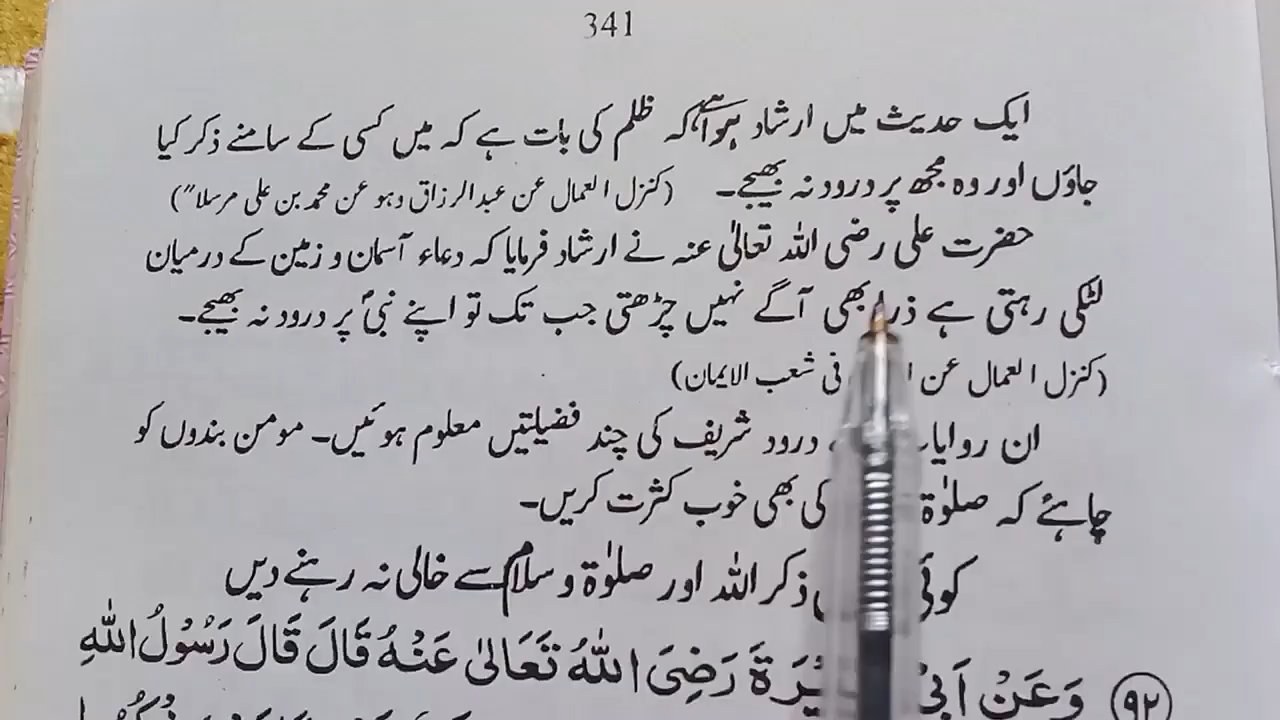 341
ایک حدیث میں ارشاد ہوا ہے کہ ظلم کی بات ہے کہ میں کسی کے سامنے ذکر کیا
جاؤں اور وہ مجھ پر درود نہ بھیجے۔ (کنزل العمال عن عبدالرزاق وہو عن محمد بن علی مرسلا")
حضرت علی رضی اللہ تعالیٰ عنہ نے ارشاد فرمایا کہ دعاء آسمان و زمین کے درمیان
لٹکی رہتی ہے ذرا بھی آگے نہیں چڑھتی جب تک تو اپنے نبیؐ پر درود نہ بھیجے۔
(کنزل العمال عن فی شعب الایمان)
ان درود شریف کی چند فضیلتیں معلوم ہوئیں۔ مومن بندوں کو
چاہئے کہ صلوٰۃ کی بھی خوب کثرت کریں۔
کوئی ذکر اللہ اور صلوٰۃ و سلام سے خالی نہ رہنے دیں
(۹۲) وَعَنْ اَبِیْ رَضِیَ اللّٰہُ تَعَالیٰ عَنْہُ قَالَ قَالَ رَسُوْلُ اللّٰہِ